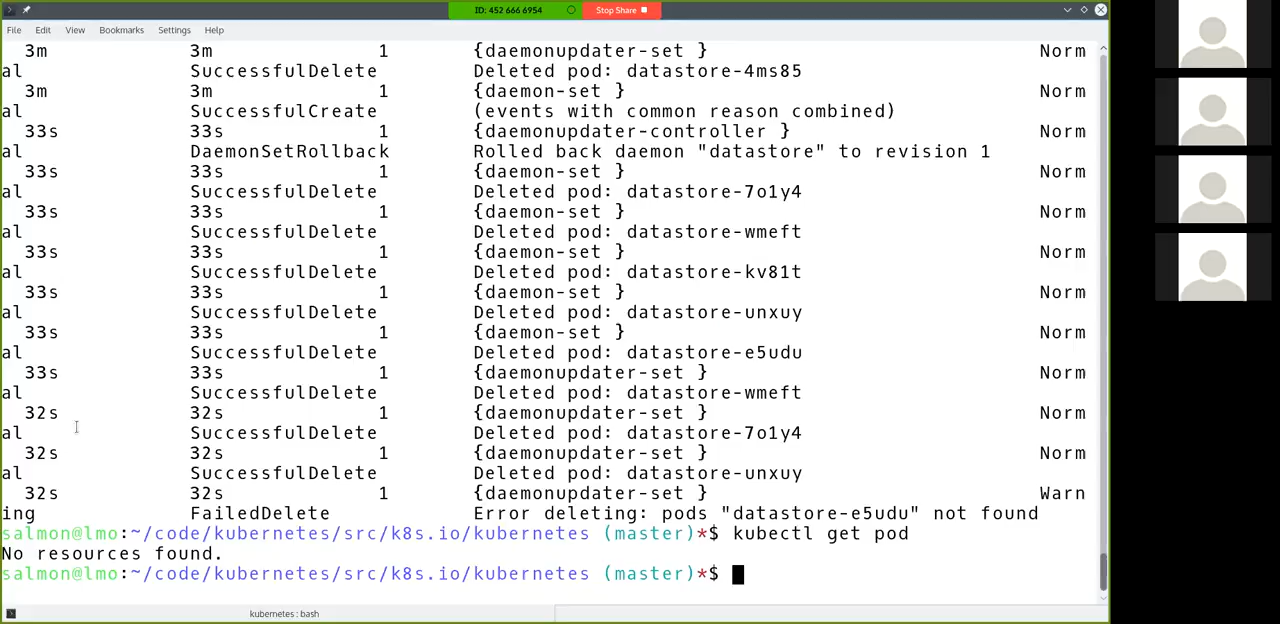 ID: 452 666 6954 Stop Share
File Edit View Bookmarks Settings Help
3m 3m 1 {daemonupdater-set } Norm
al SuccessfulDelete Deleted pod: datastore-4ms85
3m 3m 1 {daemon-set } Norm
al SuccessfulCreate (events with common reason combined)
33s 33s 1 {daemonupdater-controller } Norm
al DaemonSetRollback Rolled back daemon "datastore" to revision 1
33s 33s 1 {daemon-set } Norm
al SuccessfulDelete Deleted pod: datastore-7o1y4
33s 33s 1 {daemon-set } Norm
al SuccessfulDelete Deleted pod: datastore-wmeft
33s 33s 1 {daemon-set } Norm
al SuccessfulDelete Deleted pod: datastore-kv81t
33s 33s 1 {daemon-set } Norm
al SuccessfulDelete Deleted pod: datastore-unxuy
33s 33s 1 {daemon-set } Norm
al SuccessfulDelete Deleted pod: datastore-e5udu
33s 33s 1 {daemonupdater-set } Norm
al SuccessfulDelete Deleted pod: datastore-wmeft
32s 32s 1 {daemonupdater-set } Norm
al SuccessfulDelete Deleted pod: datastore-7o1y4
32s 32s 1 {daemonupdater-set } Norm
al SuccessfulDelete Deleted pod: datastore-unxuy
32s 32s 1 {daemonupdater-set } Warn
ing FailedDelete Error deleting: pods "datastore-e5udu" not found
salmon@lmo:~/code/kubernetes/src/k8s.io/kubernetes (master)*$ kubectl get pod
No resources found.
salmon@lmo:~/code/kubernetes/src/k8s.io/kubernetes (master)*$
kubernetes : bash